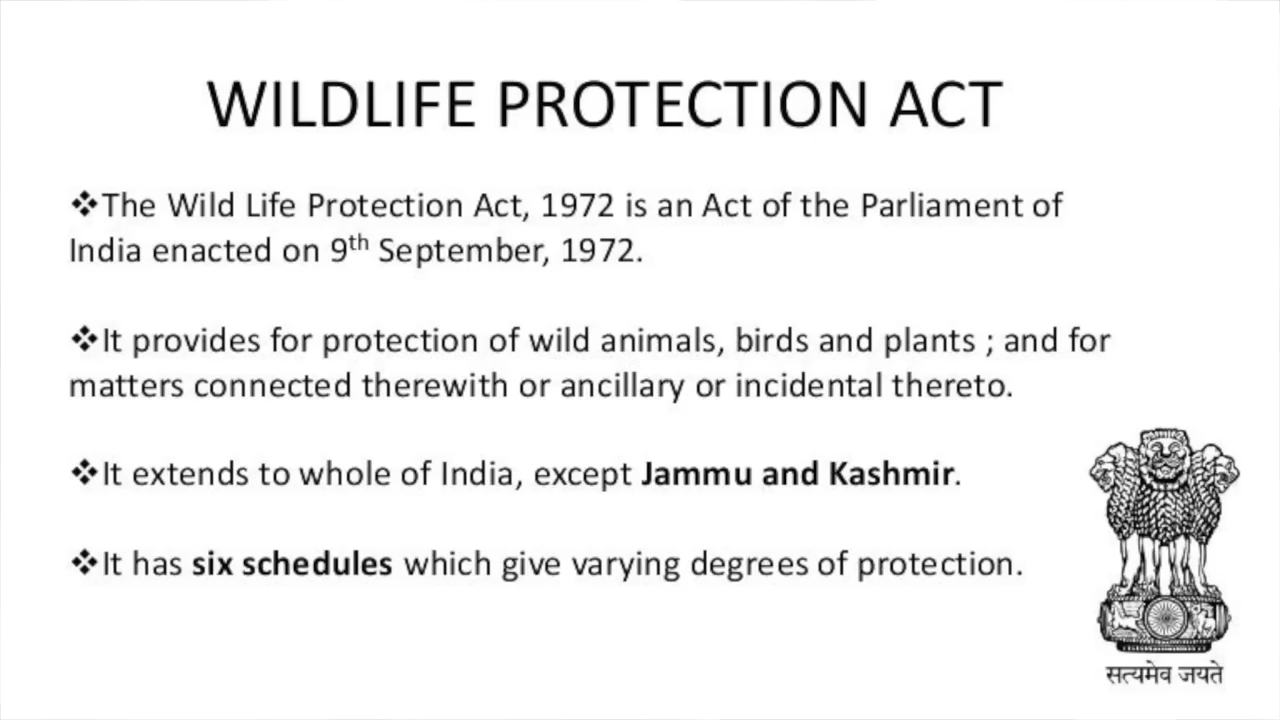 WILDLIFE PROTECTION ACT
❖The Wild Life Protection Act, 1972 is an Act of the Parliament of
India enacted on 9th September, 1972.
❖It provides for protection of wild animals, birds and plants ; and for
matters connected therewith or ancillary or incidental thereto.
❖It extends to whole of India, except Jammu and Kashmir.
❖It has six schedules which give varying degrees of protection.
सत्यमेव जयते